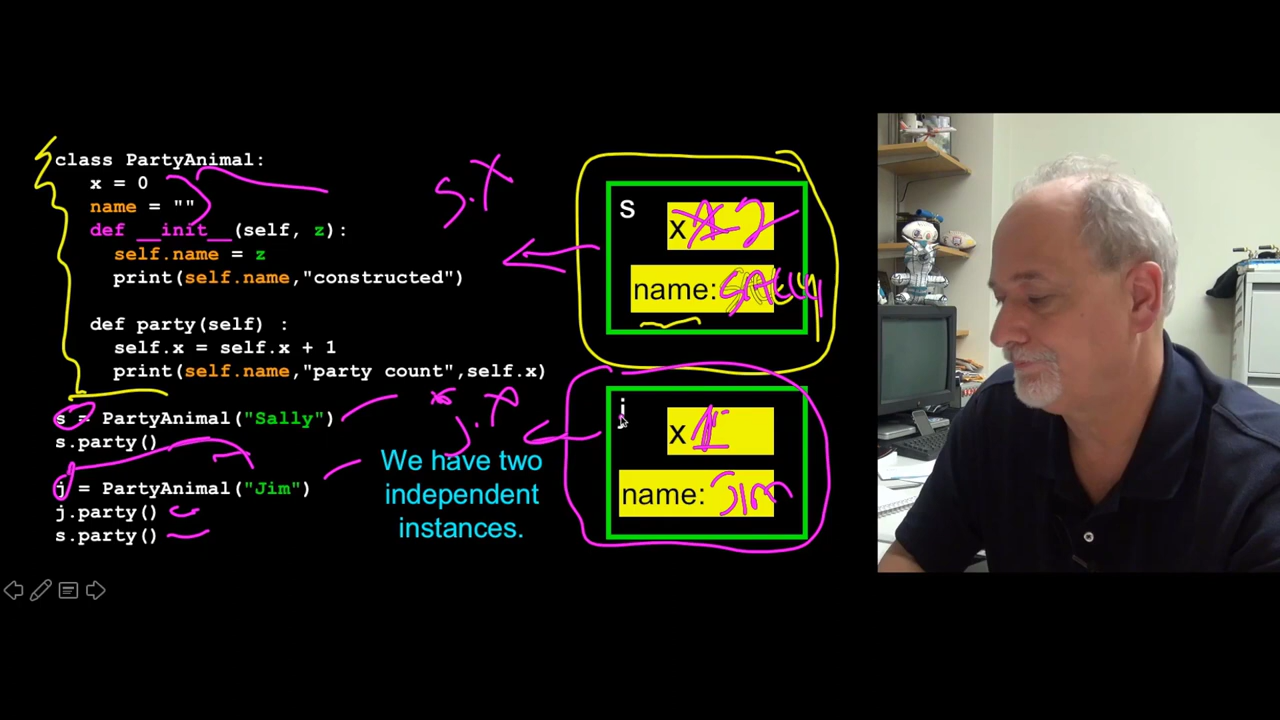 class PartyAnimal:
x = 0
name = ""
def __init__(self, z):
self.name = z
print(self.name,"constructed")
def party(self) :
self.x = self.x + 1
print(self.name,"party count",self.x)
s = PartyAnimal("Sally")
s.party()
j = PartyAnimal("Jim")
j.party()
s.party()
s.x
j.x
We have two
independent
instances.
S
x 2
name: Sally
j
x 1
name: Jim